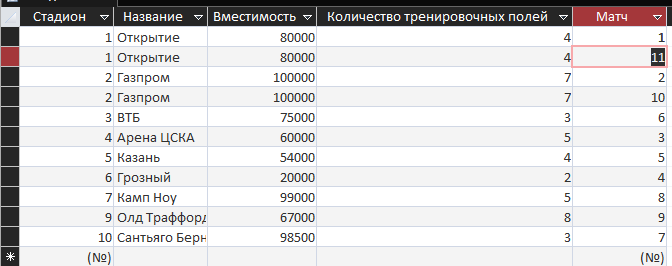 Стадион Название Вместимость Количество тренировочных полей Матч
1 Открытие 80000 4 1
1 Открытие 80000 4 11
2 Газпром 100000 7 2
2 Газпром 100000 7 10
3 ВТБ 75000 3 6
4 Арена ЦСКА 60000 5 3
5 Казань 54000 4 5
6 Грозный 20000 2 4
7 Камп Ноу 99000 5 8
9 Олд Траффорд 67000 8 9
10 Сантьяго Берн 98500 3 7
(№) (№)